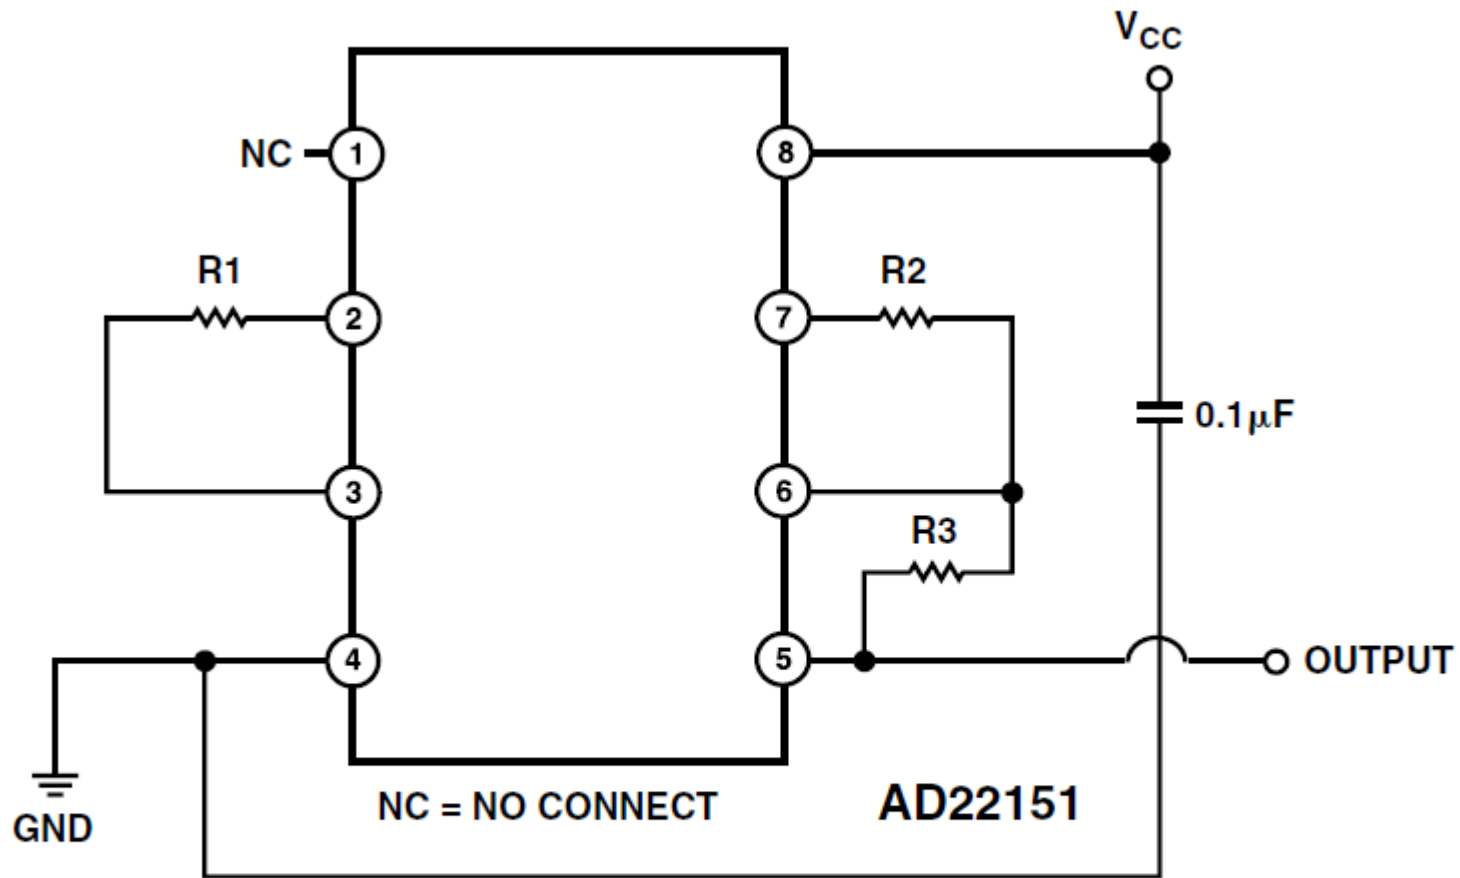 V_CC
NC
1
8
R1
R2
2
7
0.1µF
3
6
R3
4
5
OUTPUT
NC = NO CONNECT
AD22151
GND